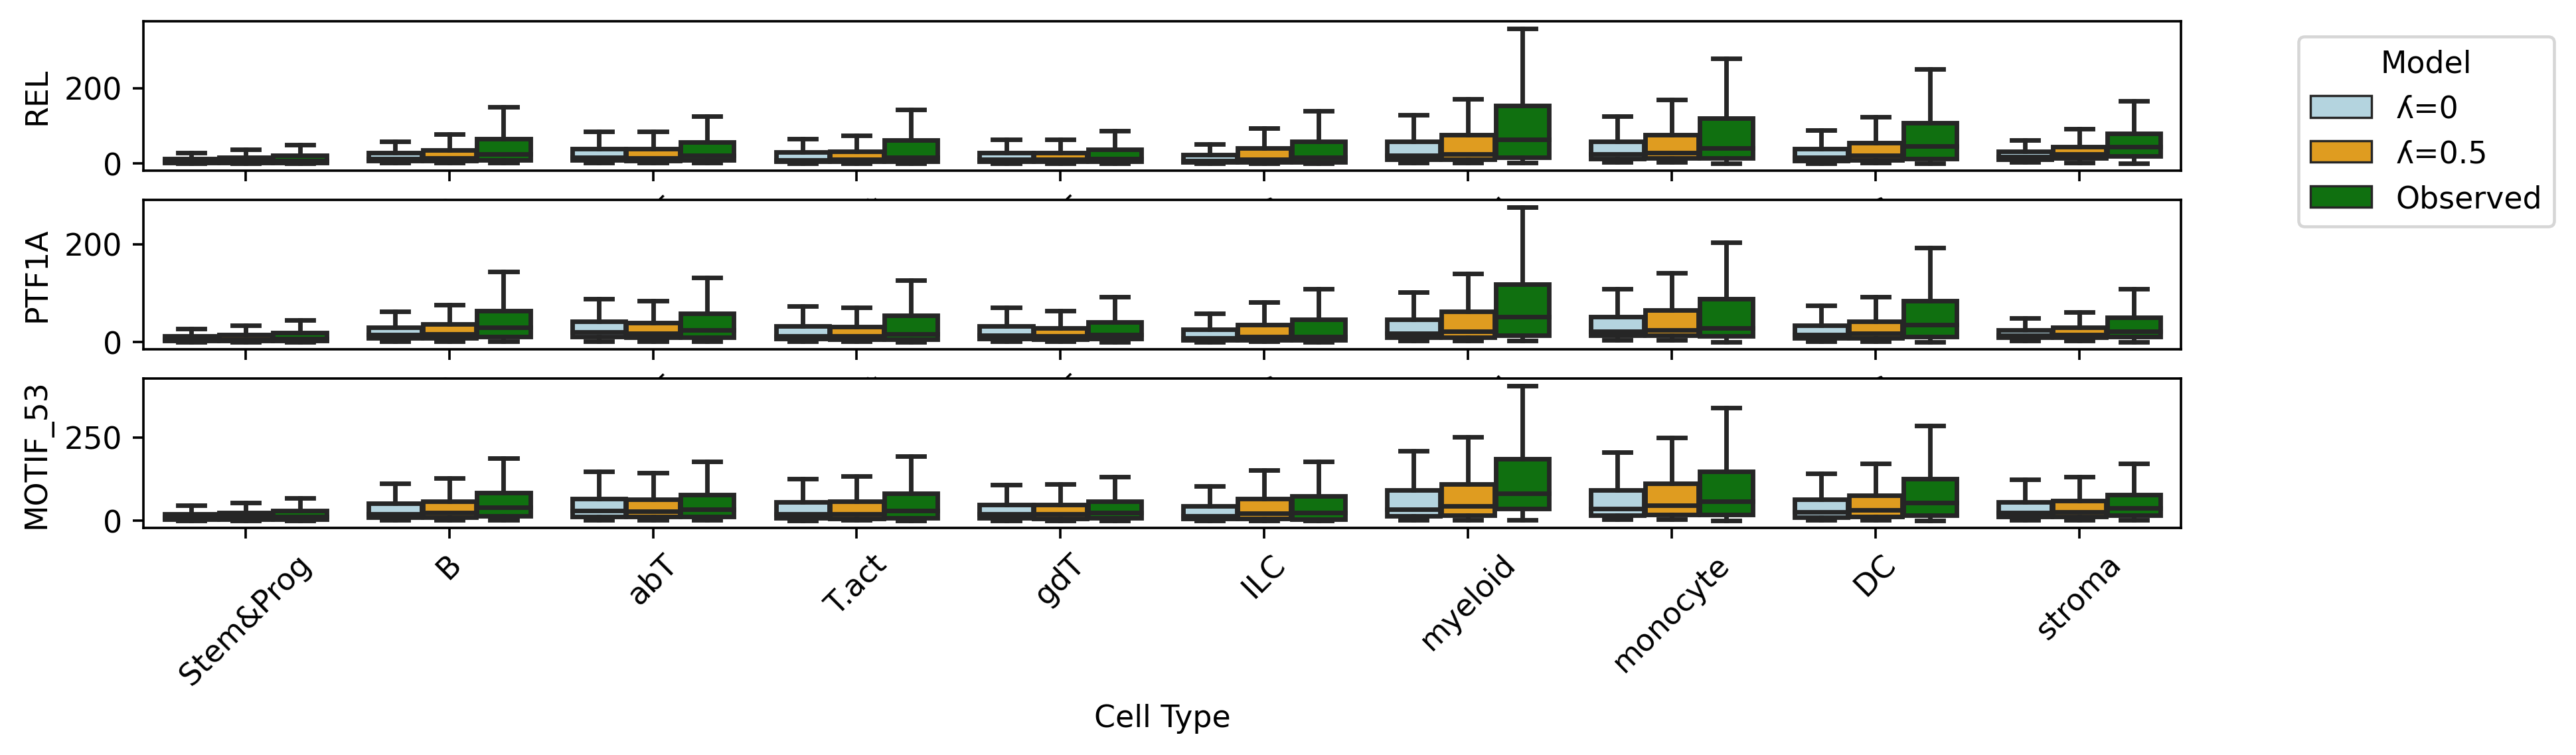 REL
200
0
PTF1A
200
0
MOTIF_53
250
0
Stem&Prog
B
abT
T.act
gdT
ILC
myeloid
monocyte
DC
stroma
Cell Type
Model
ʎ=0
ʎ=0.5
Observed